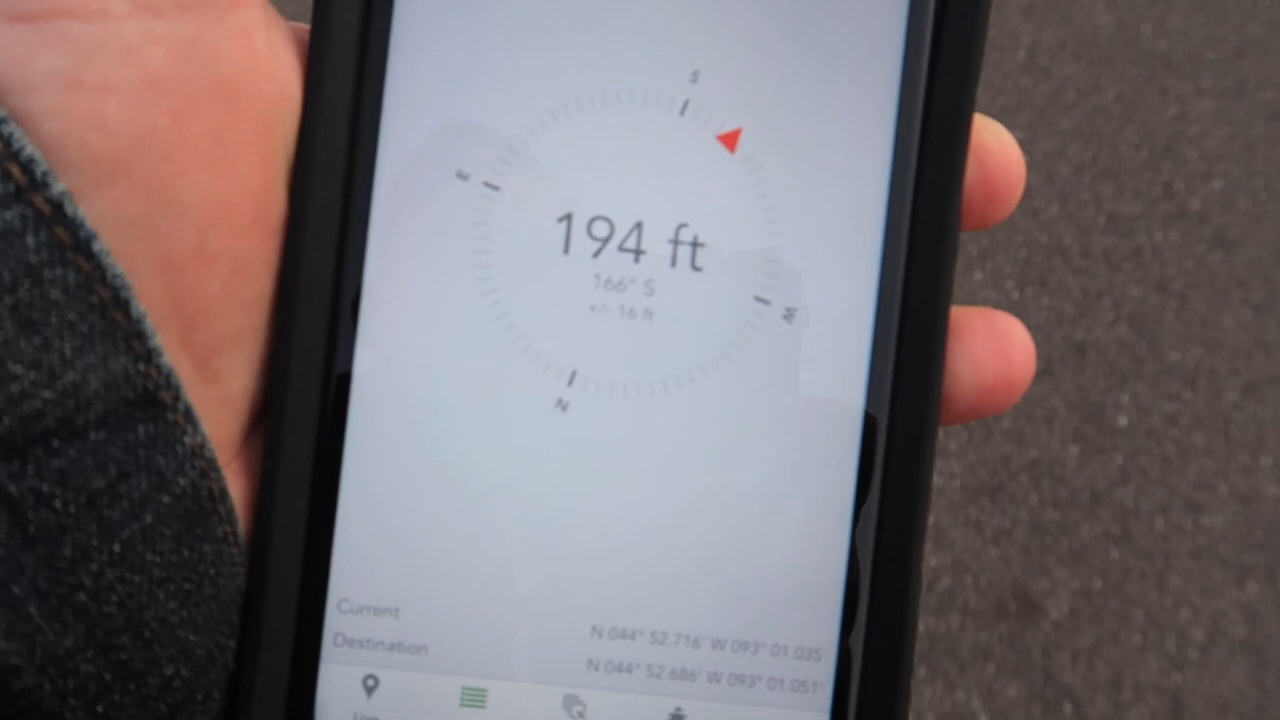 S
E
194 ft
166° S
+/- 16 ft
W
N
Current N 044° 52.716' W 093° 01.035'
Destination N 044° 52.686' W 093° 01.051'